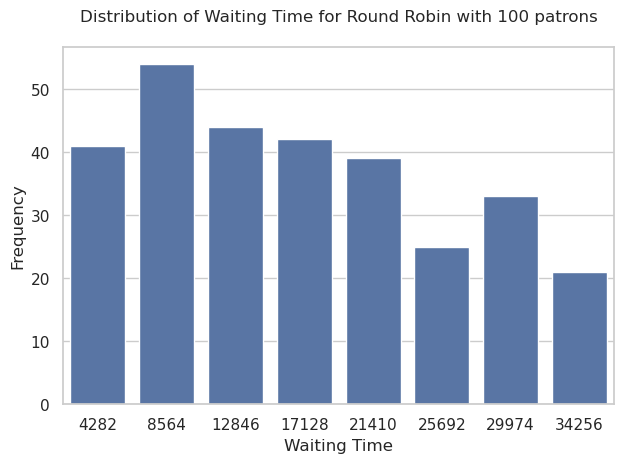 Distribution of Waiting Time for Round Robin with 100 patrons
50
40
30
20
10
0
Frequency
4282 8564 12846 17128 21410 25692 29974 34256
Waiting Time